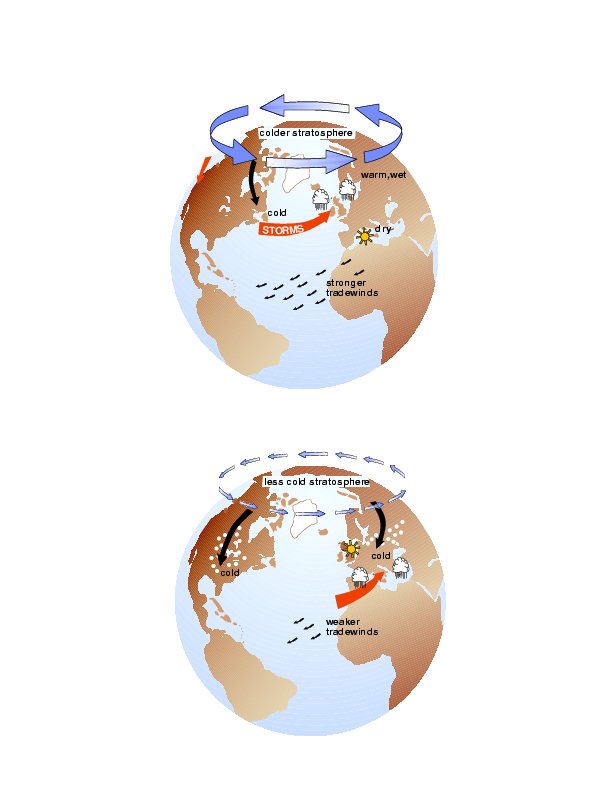 colder stratosphere
warm,wet
cold
STORMS
dry
stronger
tradewinds
less cold stratosphere
cold
cold
weaker
tradewinds